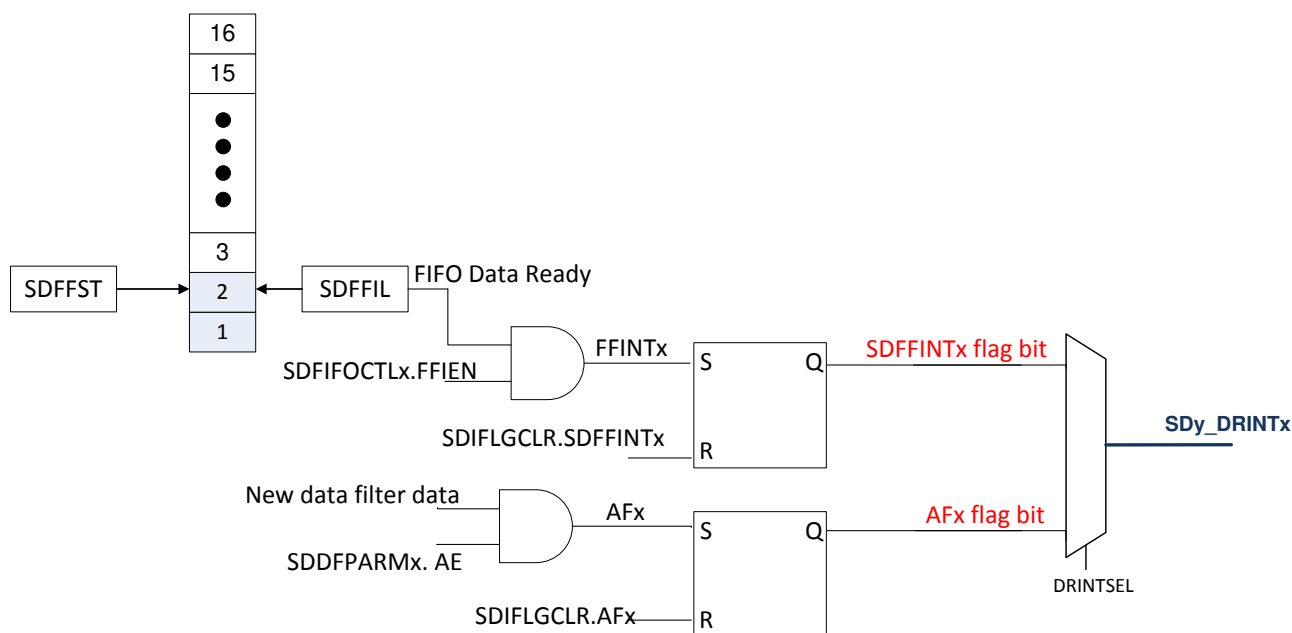 16
15
3
SDFFST
2
SDFFIL
FIFO Data Ready
1
FFINTx
S
Q
SDFFINTx flag bit
SDFIFOCTLx.FFIEN
SDy_DRINTx
SDIFLGCLR.SDFFINTx
R
New data filter data
AFx
S
Q
AFx flag bit
SDDFPARMx. AE
DRINTSEL
SDIFLGCLR.AFx
R